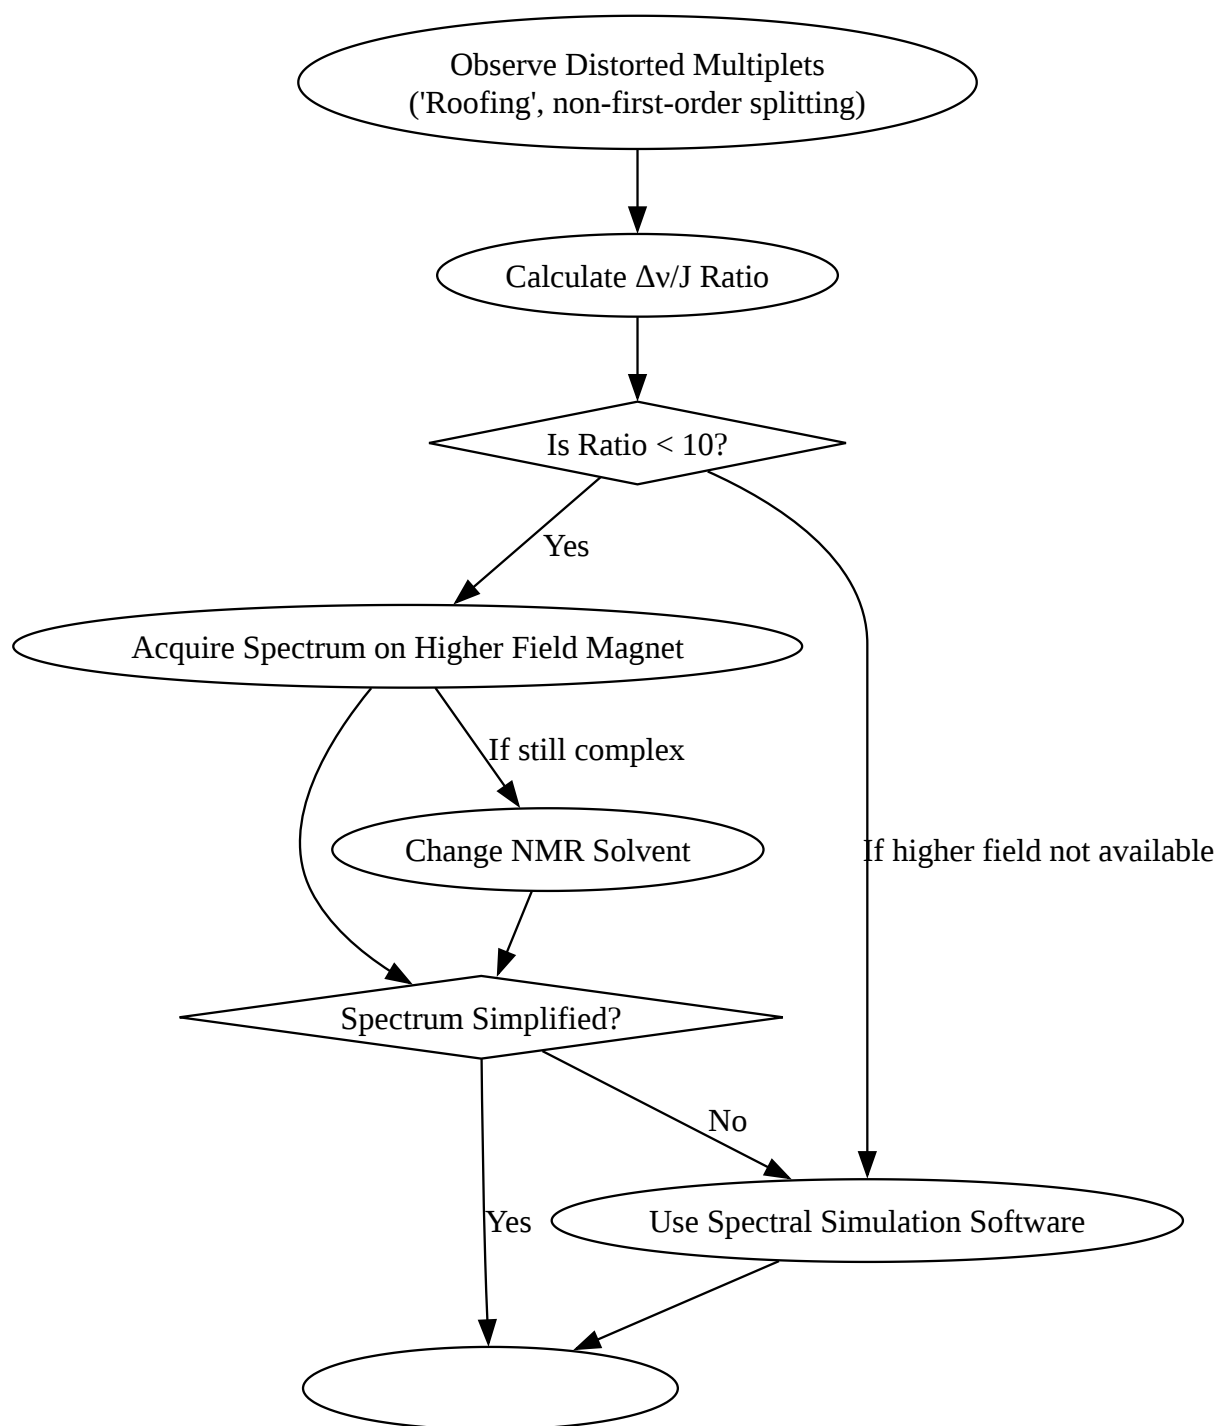 Observe Distorted Multiplets
('Roofing', non-first-order splitting)
Calculate Δν/J Ratio
Is Ratio < 10?
Yes
Acquire Spectrum on Higher Field Magnet
If still complex
Change NMR Solvent
If higher field not available
Spectrum Simplified?
No
Yes
Use Spectral Simulation Software